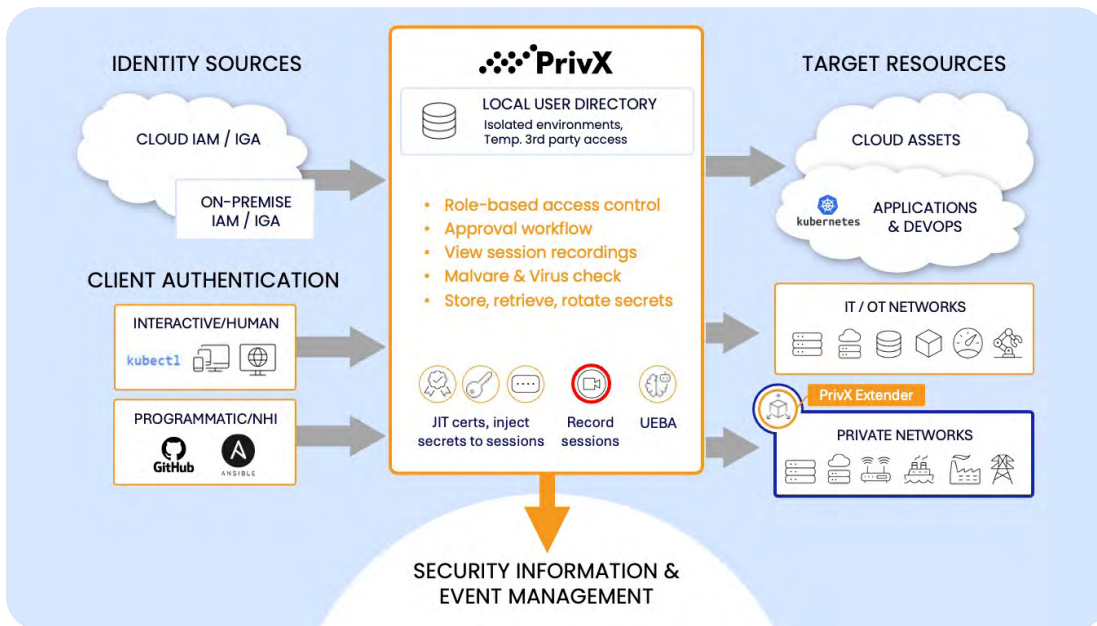 IDENTITY SOURCES
CLOUD IAM / IGA
ON-PREMISE
IAM / IGA
CLIENT AUTHENTICATION
INTERACTIVE/HUMAN
kubectl
PROGRAMMATIC/NHI
GitHub
ANSIBLE
PrivX
LOCAL USER DIRECTORY
Isolated environments,
Temp. 3rd party access
• Role-based access control
• Approval workflow
• View session recordings
• Malvare & Virus check
• Store, retrieve, rotate secrets
JIT certs, inject
secrets to sessions
Record
sessions
UEBA
TARGET RESOURCES
CLOUD ASSETS
kubernetes
APPLICATIONS
& DEVOPS
IT / OT NETWORKS
PrivX Extender
PRIVATE NETWORKS
SECURITY INFORMATION &
EVENT MANAGEMENT